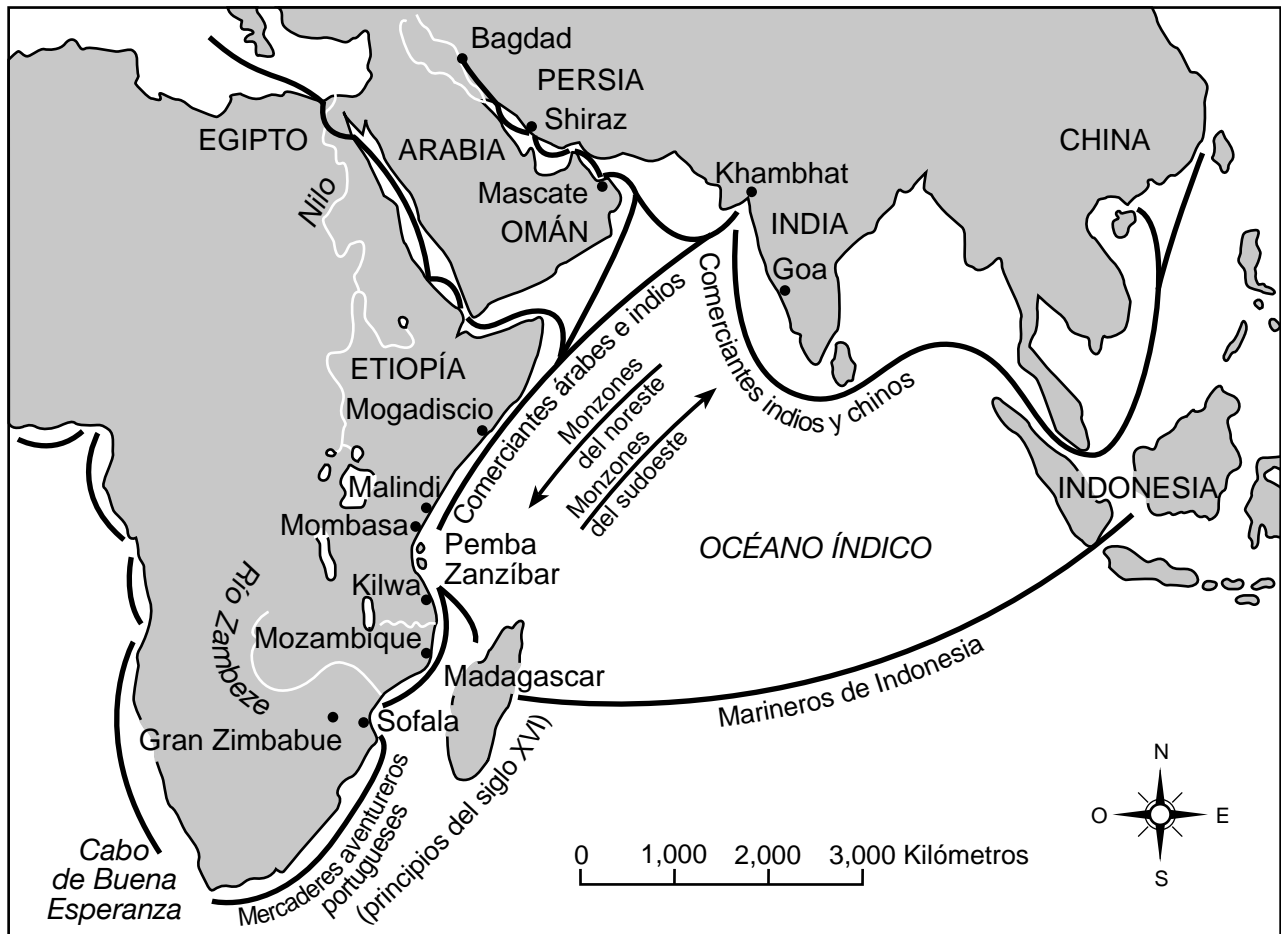 Bagdad
PERSIA
Shiraz
EGIPTO
ARABIA
CHINA
Nilo
Mascate
OMÁN
Khambhat
INDIA
Goa
ETIOPÍA
Mogadiscio
Comerciantes árabes e indios
Monzones
del noreste
Monzones
del sudoeste
Comerciantes indios y chinos
Malindi
Mombasa
INDONESIA
Pemba
Zanzíbar
OCÉANO ÍNDICO
Kilwa
Río Zambeze
Mozambique
Madagascar
Marineros de Indonesia
Sofala
Gran Zimbabue
Mercaderes aventureros
portugueses
(principios del siglo XVI)
Cabo
de Buena
Esperanza
0 1,000 2,000 3,000 Kilómetros
N
O E
S